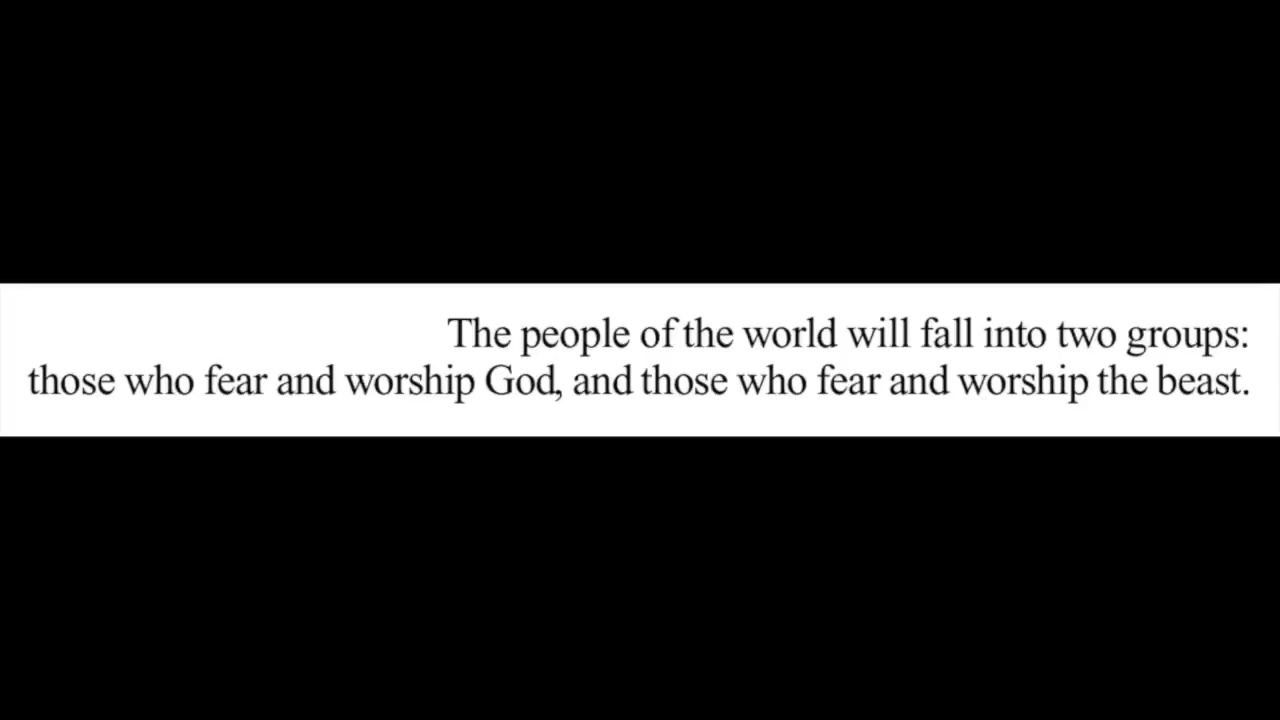 The people of the world will fall into two groups:
those who fear and worship God, and those who fear and worship the beast.